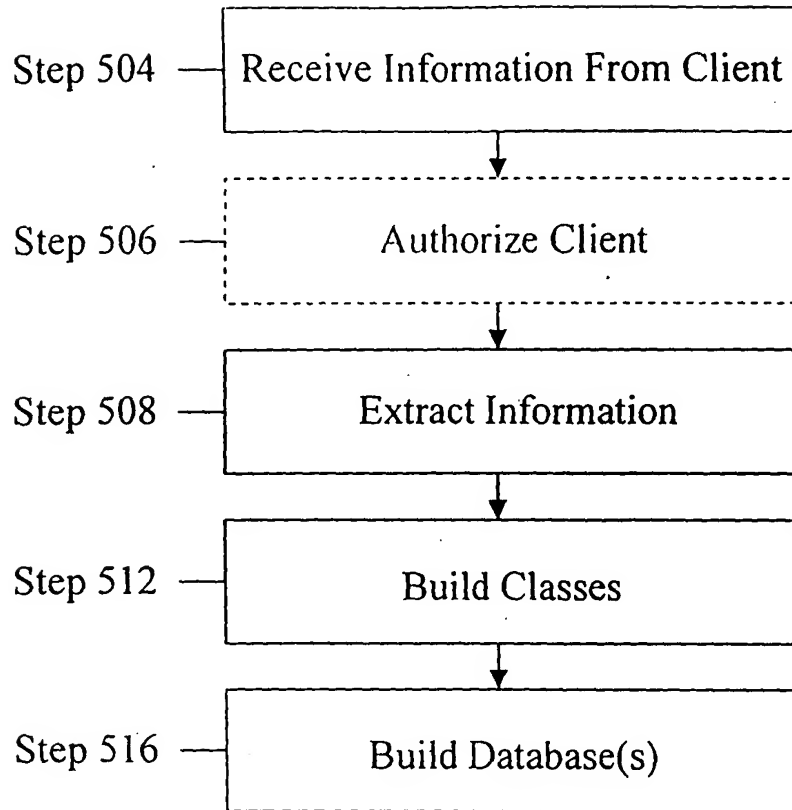 Step 504 Receive Information From Client
Step 506 Authorize Client
Step 508 Extract Information
Step 512 Build Classes
Step 516 Build Database(s)